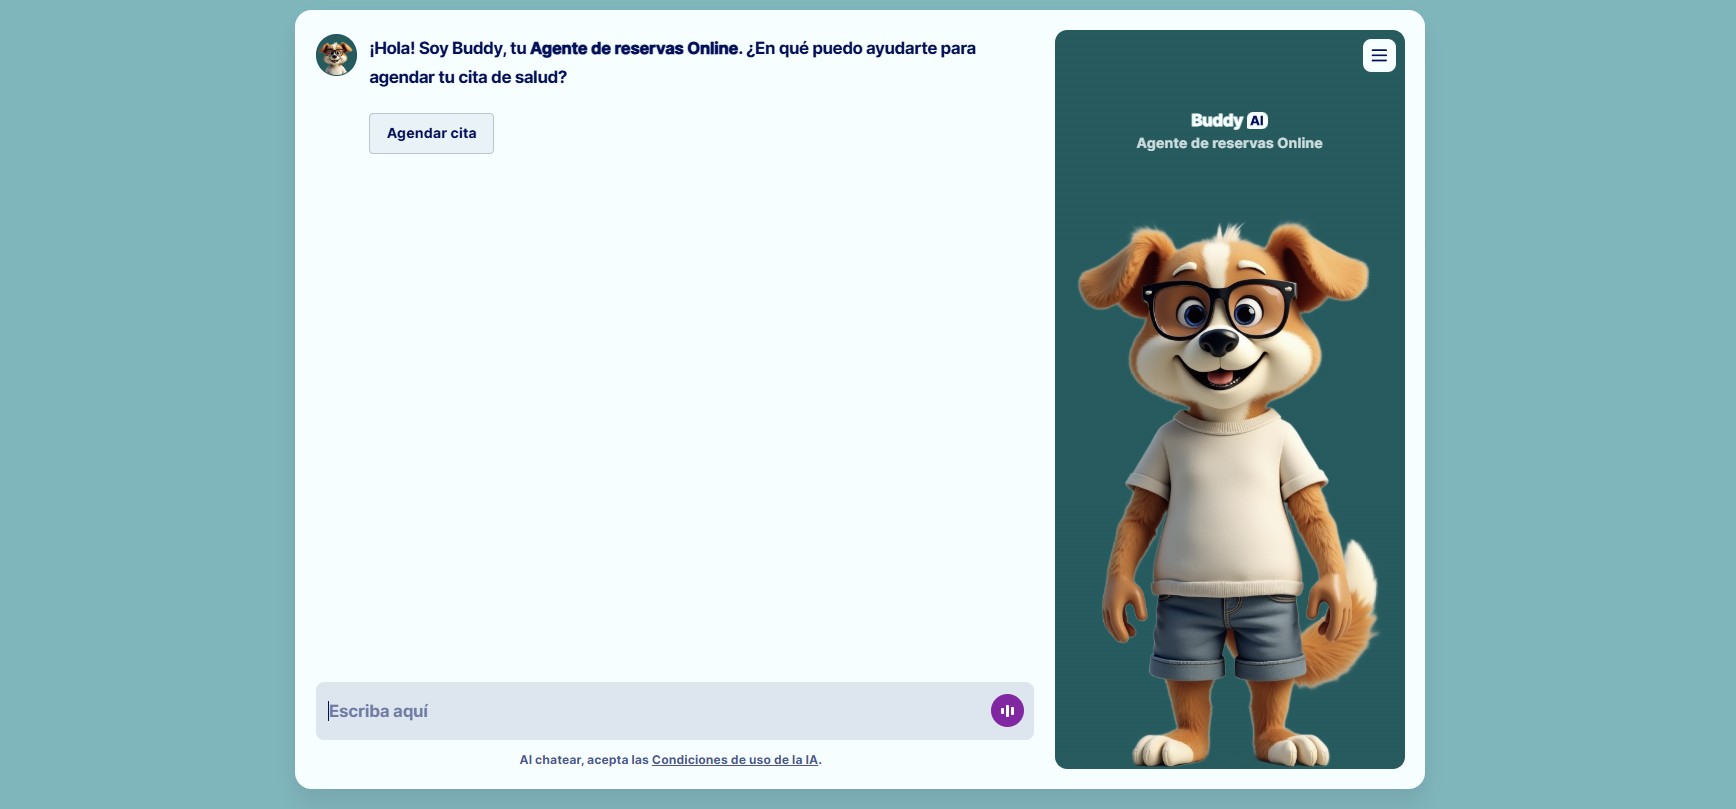 ¡Hola! Soy Buddy, tu Agente de reservas Online. ¿En qué puedo ayudarte para
agendar tu cita de salud?
Agendar cita
Escriba aquí
Al chatear, acepta las Condiciones de uso de la IA.
Buddy AI
Agente de reservas Online